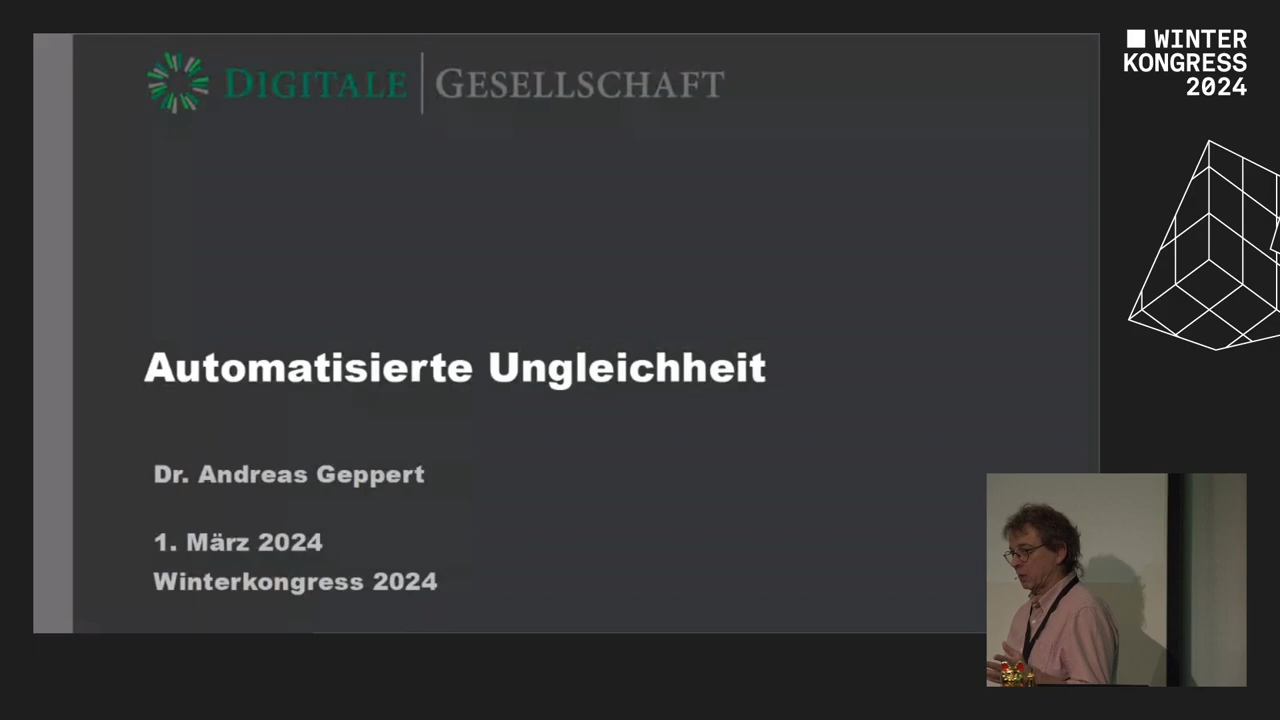 DIGITALE GESELLSCHAFT
WINTER
KONGRESS
2024
Automatisierte Ungleichheit
Dr. Andreas Geppert
1. März 2024
Winterkongress 2024